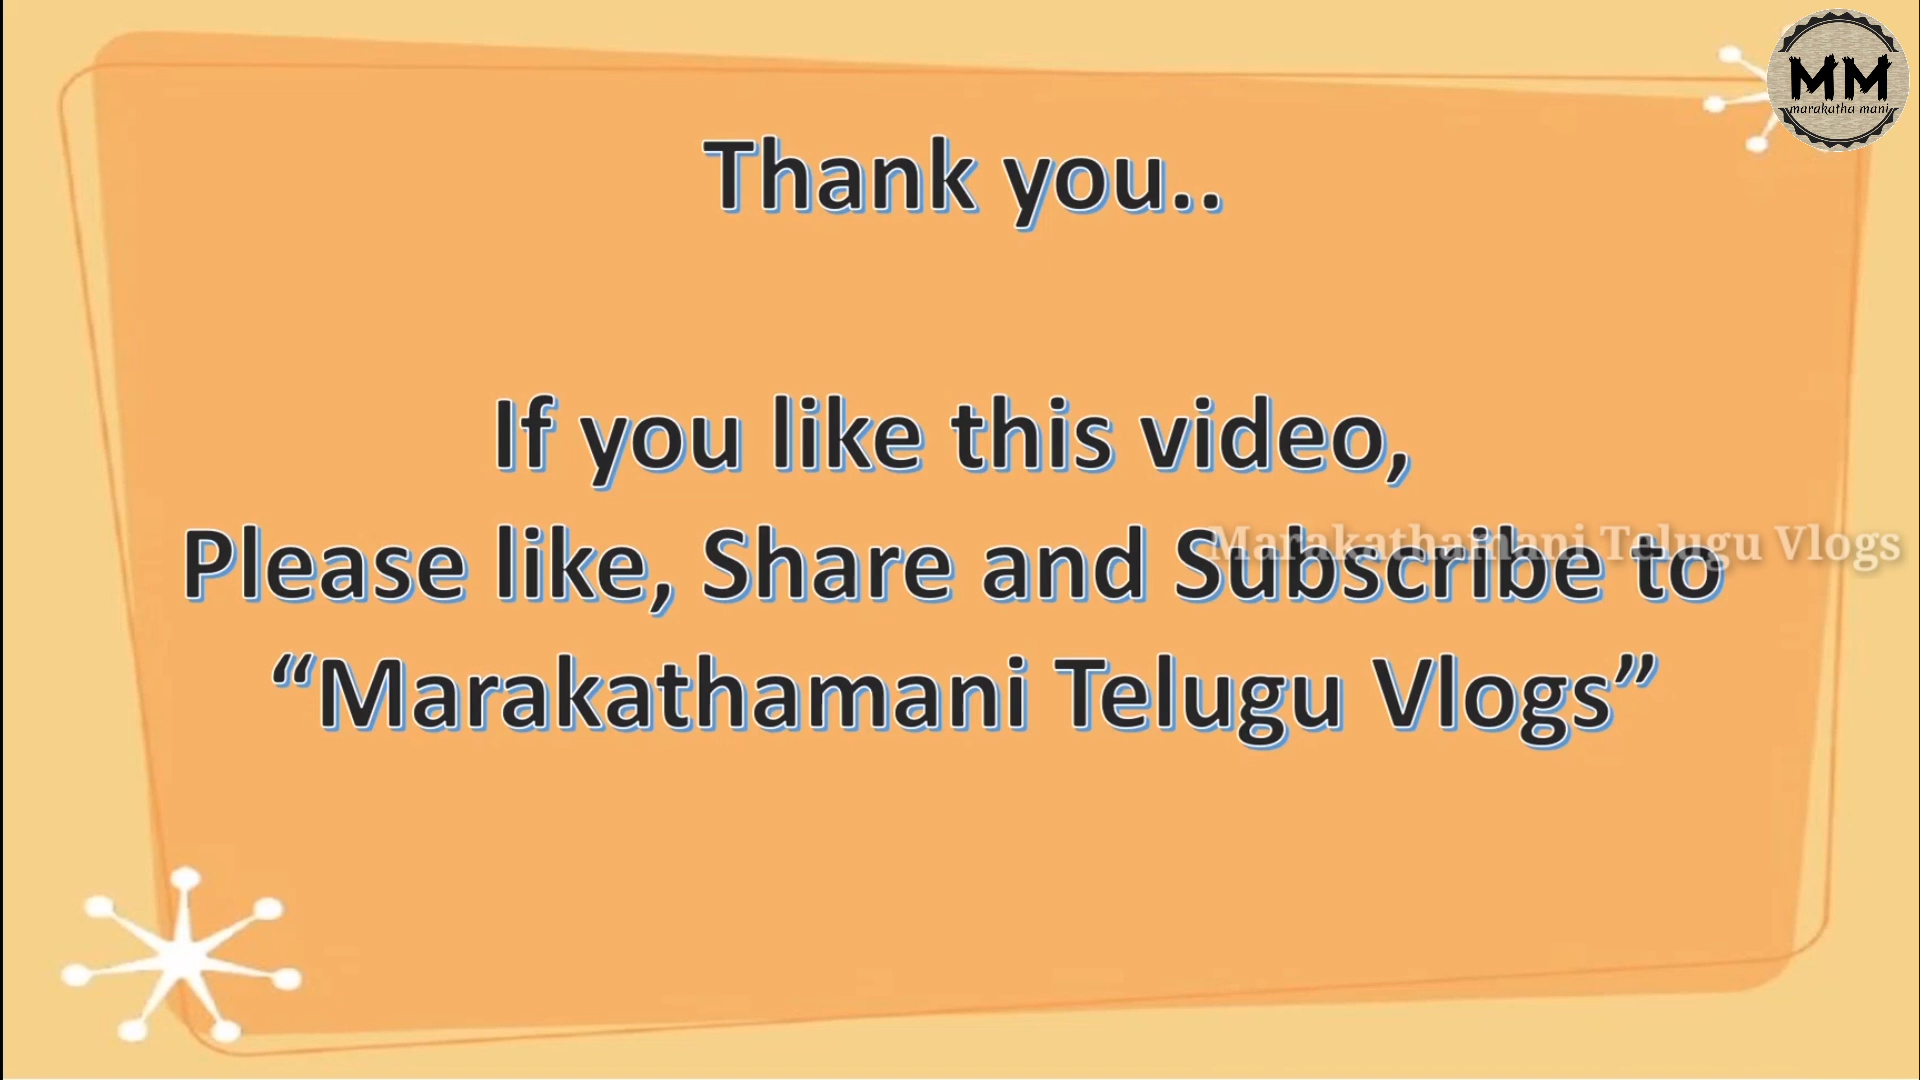 MM
marakatha mani
Thank you..
If you like this video,
Please like, Share and Subscribe to
Marakathamani Telugu Vlogs
“Marakathamani Telugu Vlogs”